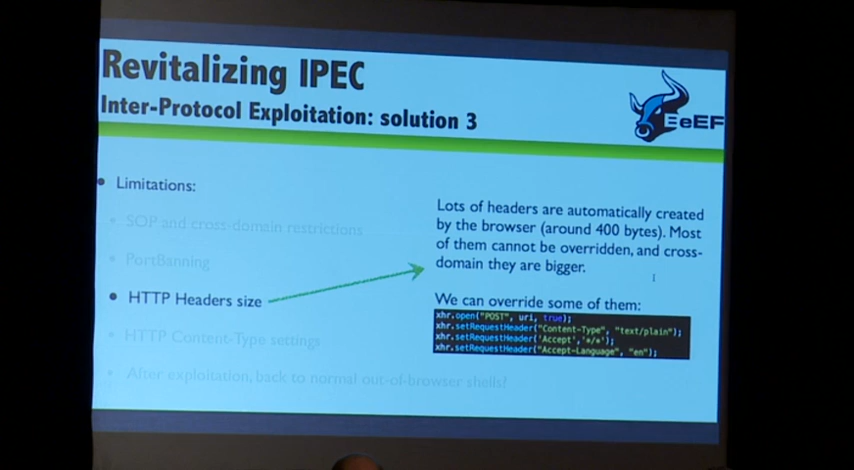 Revitalizing IPEC
Inter-Protocol Exploitation: solution 3
BeEF
Limitations:
SOP and cross-domain restrictions
PortBanning
HTTP Headers size
HTTP Content-Type settings
After exploitation, back to normal out-of-browser shells?
Lots of headers are automatically created
by the browser (around 400 bytes). Most
of them cannot be overridden, and cross-
domain they are bigger.
We can override some of them:
xhr.open("POST", uri, true);
xhr.setRequestHeader("Content-Type", "text/plain");
xhr.setRequestHeader('Accept','*/*');
xhr.setRequestHeader("Accept-Language", "en");